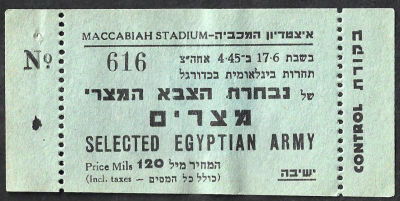 MACCABIAH STADIUM–איצטדיון המכביה
№ 616
בשבת 17·6 ב־4·45 אחה״צ
תחרות בינלאומית בכדורגל
של נבחרת הצבא המצרי
מצרים
SELECTED EGYPTIAN ARMY
Price Mils 120 המחיר מיל
(Incl. taxes – כולל כל המסים)
ישיבה
CONTROL בקורת